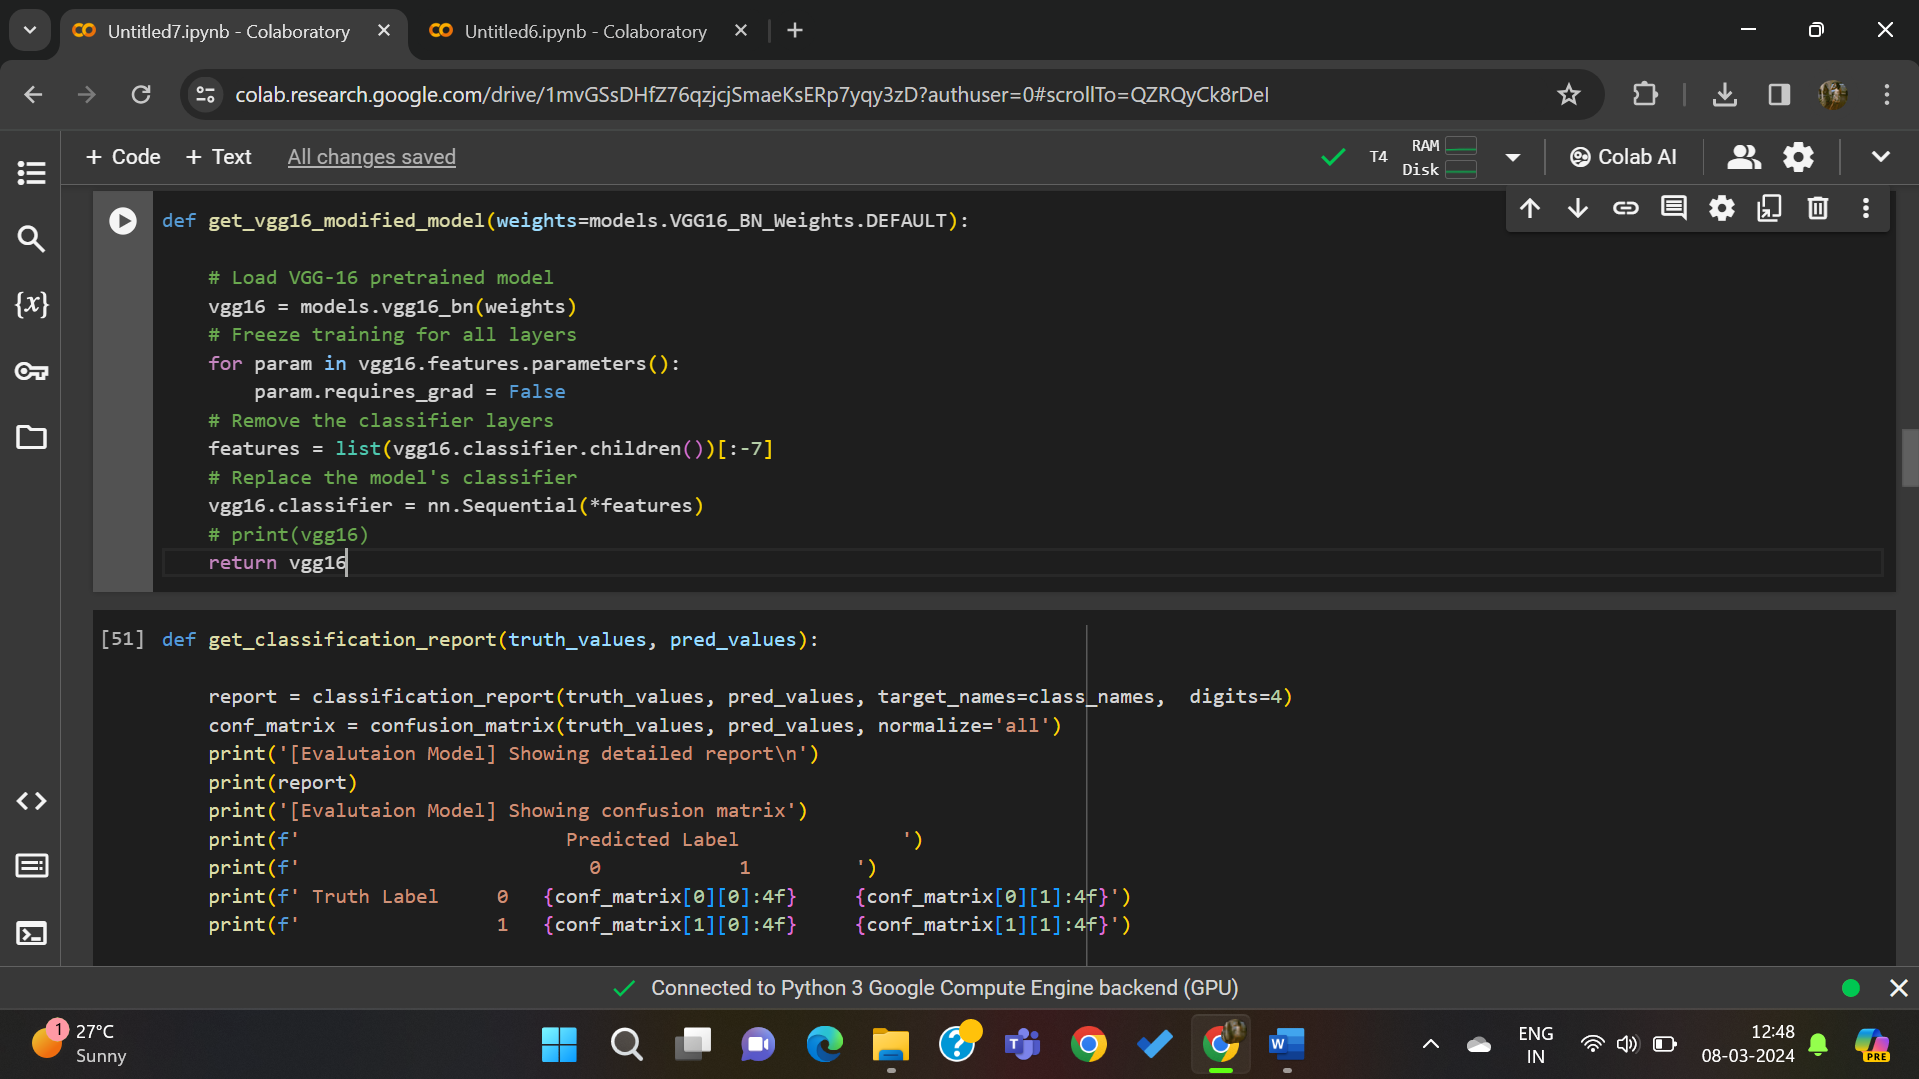 Untitled7.ipynb - Colaboratory
Untitled6.ipynb - Colaboratory
colab.research.google.com/drive/1mvGSsDHfZ76qzjcjSmaeKsERp7yqy3zD?authuser=0#scrollTo=QZRQyCk8rDeI
+ Code + Text All changes saved
T4 RAM Disk Colab AI
{x}
def get_vgg16_modified_model(weights=models.VGG16_BN_Weights.DEFAULT):
# Load VGG-16 pretrained model
vgg16 = models.vgg16_bn(weights)
# Freeze training for all layers
for param in vgg16.features.parameters():
param.requires_grad = False
# Remove the classifier layers
features = list(vgg16.classifier.children())[:-7]
# Replace the model's classifier
vgg16.classifier = nn.Sequential(*features)
# print(vgg16)
return vgg16
[51] def get_classification_report(truth_values, pred_values):
report = classification_report(truth_values, pred_values, target_names=class_names,  digits=4)
conf_matrix = confusion_matrix(truth_values, pred_values, normalize='all')
print('[Evalutaion Model] Showing detailed report\n')
print(report)
print('[Evalutaion Model] Showing confusion matrix')
print(f'                       Predicted Label              ')
print(f'                         0            1         ')
print(f' Truth Label     0   {conf_matrix[0][0]:4f}     {conf_matrix[0][1]:4f}')
print(f'                 1   {conf_matrix[1][0]:4f}     {conf_matrix[1][1]:4f}')
Connected to Python 3 Google Compute Engine backend (GPU)
1
27°C
Sunny
ENG
IN
12:48
08-03-2024
PRE